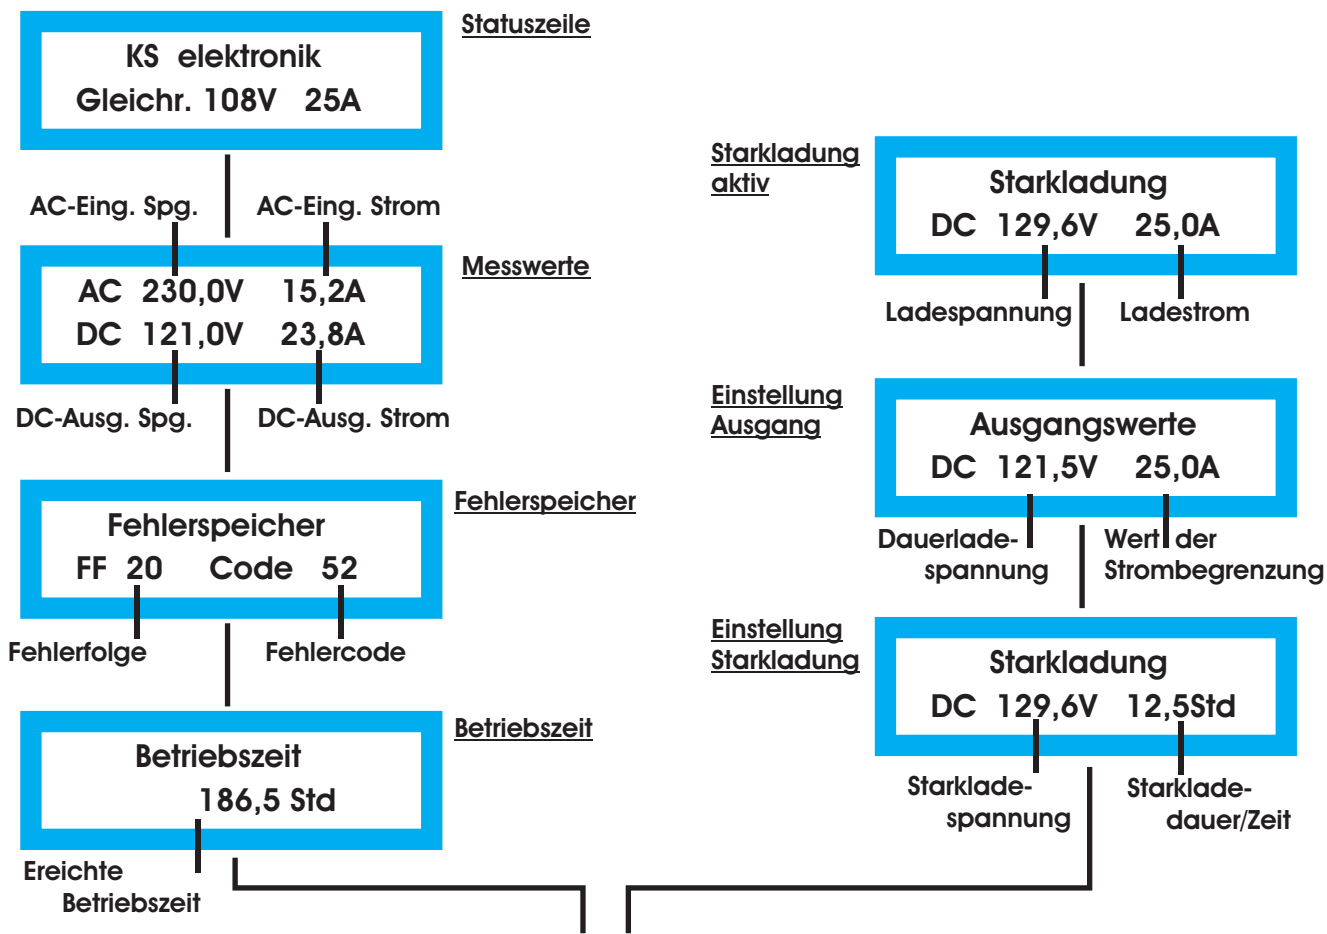 Statuszeile
KS elektronik
Gleichr. 108V 25A
AC-Eing. Spg. AC-Eing. Strom
Messwerte
AC 230,0V 15,2A
DC 121,0V 23,8A
DC-Ausg. Spg. DC-Ausg. Strom
Fehlerspeicher
Fehlerspeicher
FF 20 Code 52
Fehlerfolge Fehlercode
Betriebszeit
Betriebszeit
186,5 Std
Ereichte
Betriebszeit
Starkladung
aktiv
Starkladung
DC 129,6V 25,0A
Ladespannung Ladestrom
Einstellung
Ausgang
Ausgangswerte
DC 121,5V 25,0A
Dauerlade-
spannung
Wert der
Strombegrenzung
Einstellung
Starkladung
Starkladung
DC 129,6V 12,5Std
Starklade-
spannung
Starklade-
dauer/Zeit